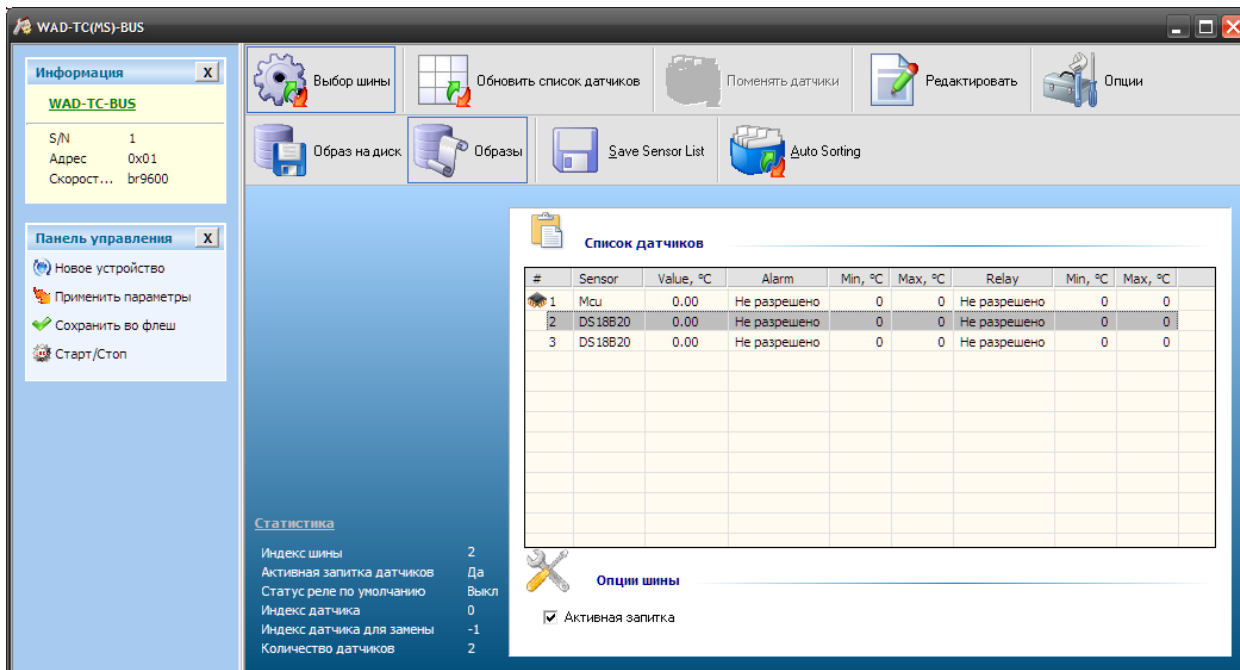 WAD-TC(MS)-BUS
Информация X
WAD-TC-BUS
S/N 1
Адрес 0x01
Скорост... br9600
Панель управления X
Новое устройство
Применить параметры
Сохранить во флеш
Старт/Стоп
Выбор шины Обновить список датчиков Поменять датчики Редактировать Опции
Образ на диск Образы Save Sensor List Auto Sorting
Список датчиков
# Sensor Value, °C Alarm Min, °C Max, °C Relay Min, °C Max, °C
1 Mcu 0.00 Не разрешено 0 0 Не разрешено 0 0
2 DS18B20 0.00 Не разрешено 0 0 Не разрешено 0 0
3 DS18B20 0.00 Не разрешено 0 0 Не разрешено 0 0
Статистика
Индекс шины 2
Активная запитка датчиков Да
Статус реле по умолчанию Выкл
Индекс датчика 0
Индекс датчика для замены -1
Количество датчиков 2
Опции шины
Активная запитка